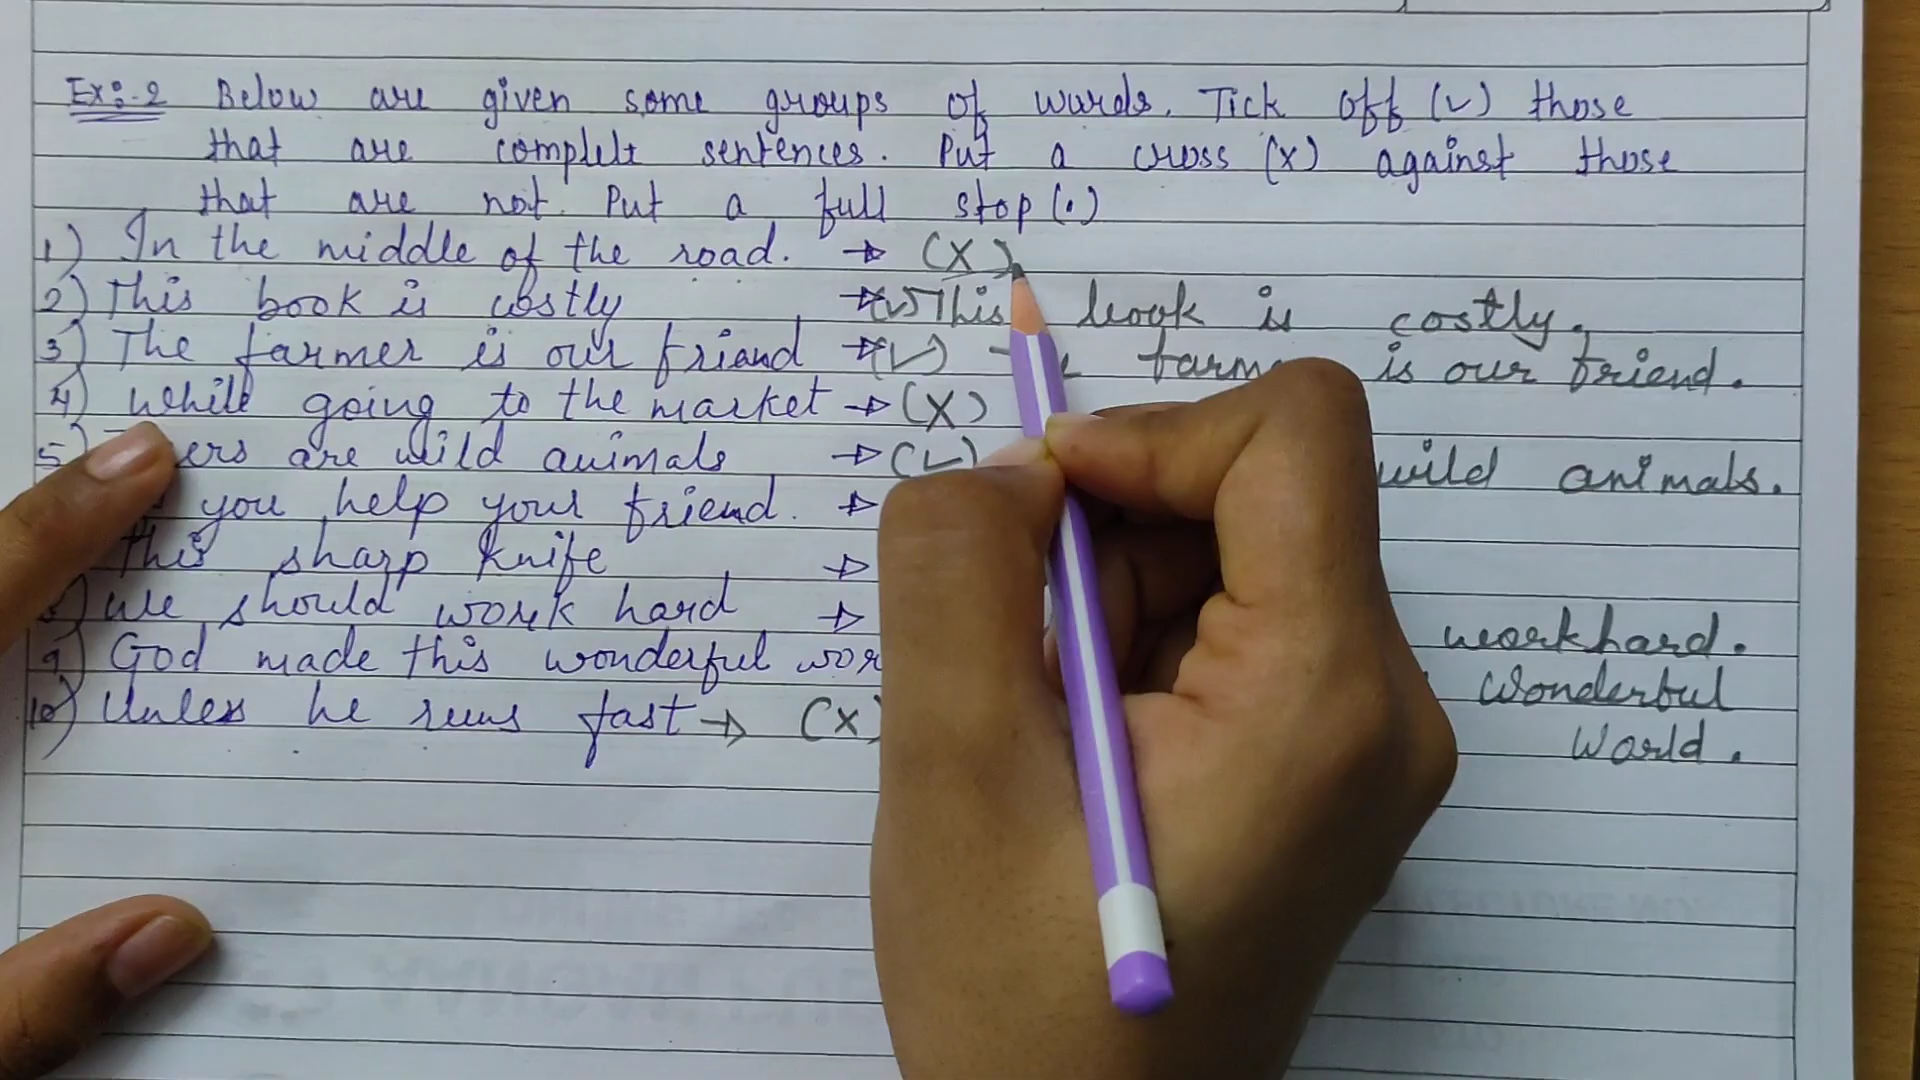 Ex:-2 Below are given some groups of words. Tick off (✓) those
that are complete sentences. Put a cross (x) against those
that are not. Put a full stop (.)
1) In the middle of the road. → (X)
2) This book is costly → (✓) This book is costly.
3) The farmer is our friend → (✓) is our friend.
4) while going to the market → (X)
5) are wild animals → (✓) wild animals.
you help your friend. →
This sharp knife →
8) We should work hard → work hard.
9) God made this wonderful wonderful
10) Unless he runs fast → (X) world.